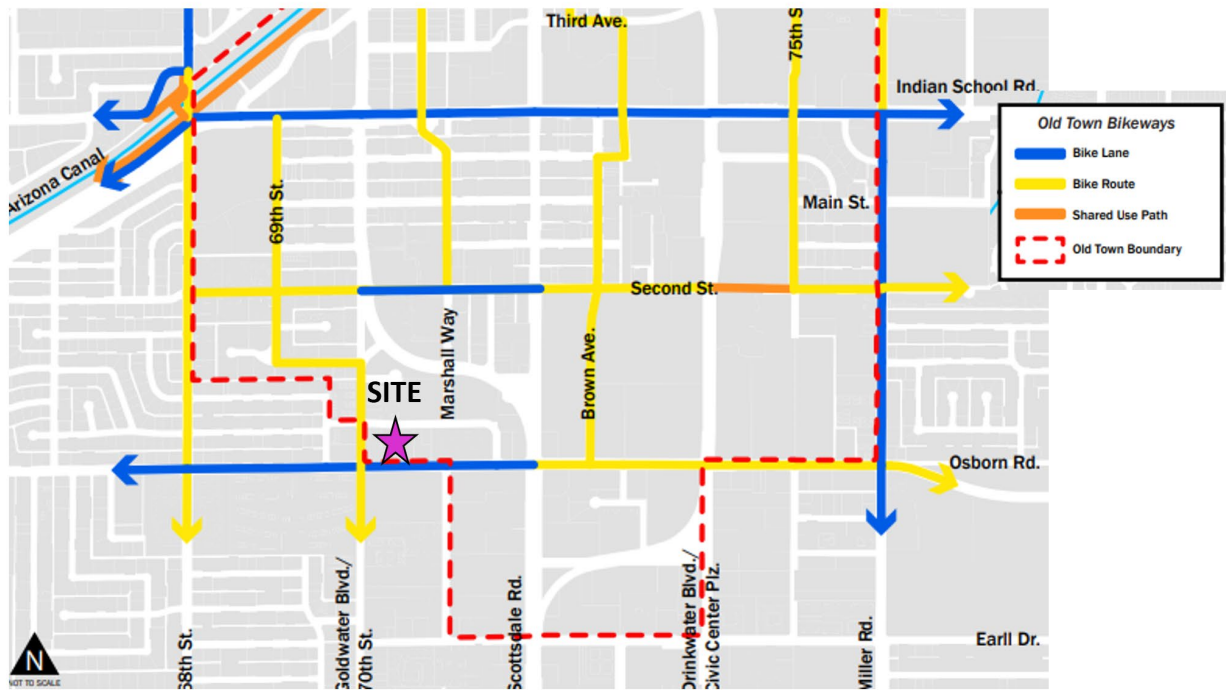 Third Ave.
75th S
Indian School Rd.
Old Town Bikeways
Bike Lane
Bike Route
Shared Use Path
Old Town Boundary
Arizona Canal
69th St.
Main St.
Second St.
Marshall Way
Brown Ave.
SITE
Osborn Rd.
68th St.
Goldwater Blvd./
70th St.
Scottsdale Rd.
Drinkwater Blvd./
Civic Center Plz.
Miller Rd.
Earll Dr.
N
NOT TO SCALE